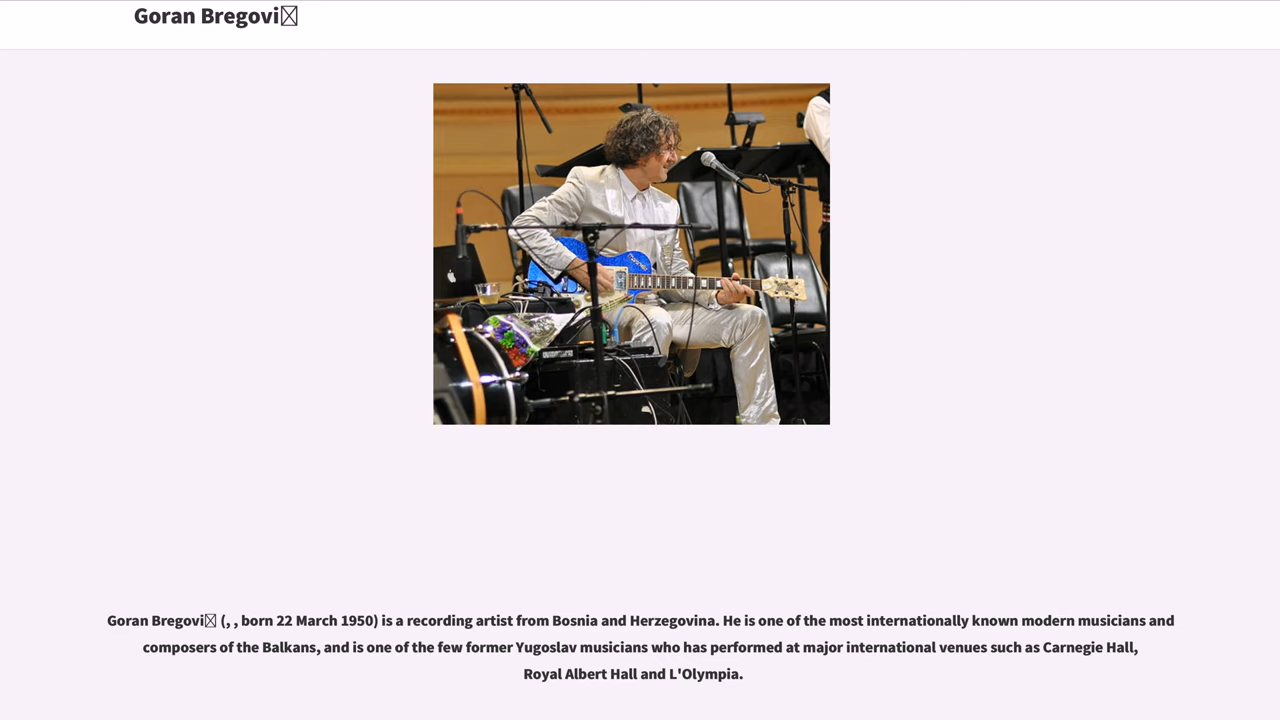 Goran Bregovi
Goran Bregovi (, , born 22 March 1950) is a recording artist from Bosnia and Herzegovina. He is one of the most internationally known modern musicians and
composers of the Balkans, and is one of the few former Yugoslav musicians who has performed at major international venues such as Carnegie Hall,
Royal Albert Hall and L'Olympia.